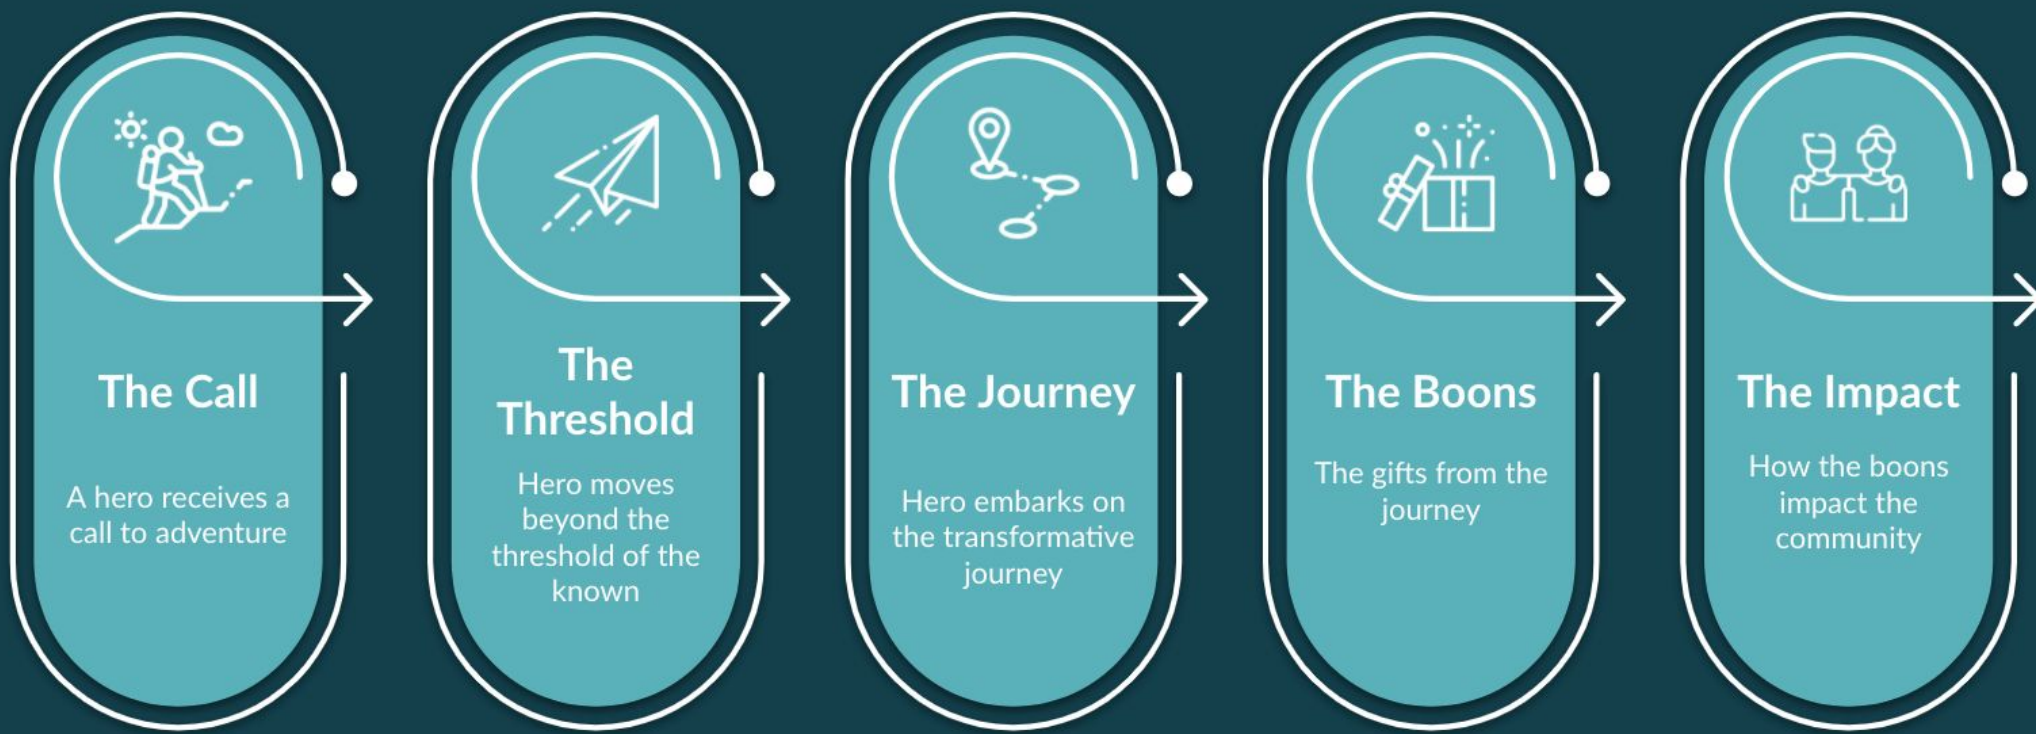 The Call
A hero receives a
call to adventure
The
Threshold
Hero moves
beyond the
threshold of the
known
The Journey
Hero embarks on
the transformative
journey
The Boons
The gifts from the
journey
The Impact
How the boons
impact the
community